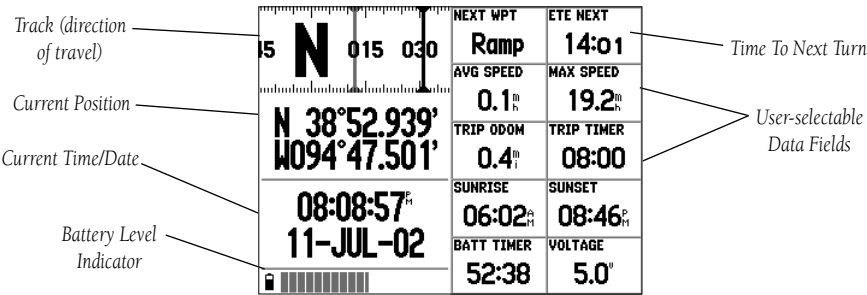 Track (direction
of travel)
Current Position
Current Time/Date
Battery Level
Indicator
45 N 015 030
N 38°52.939'
W094°47.501'
08:08:57PM
11-JUL-02
NEXT WPT
Ramp
ETE NEXT
14:01
AVG SPEED
0.1mh
MAX SPEED
19.2mh
TRIP ODOM
0.4mi
TRIP TIMER
08:00
SUNRISE
06:02AM
SUNSET
08:46PM
BATT TIMER
52:38
VOLTAGE
5.0V
Time To Next Turn
User-selectable
Data Fields